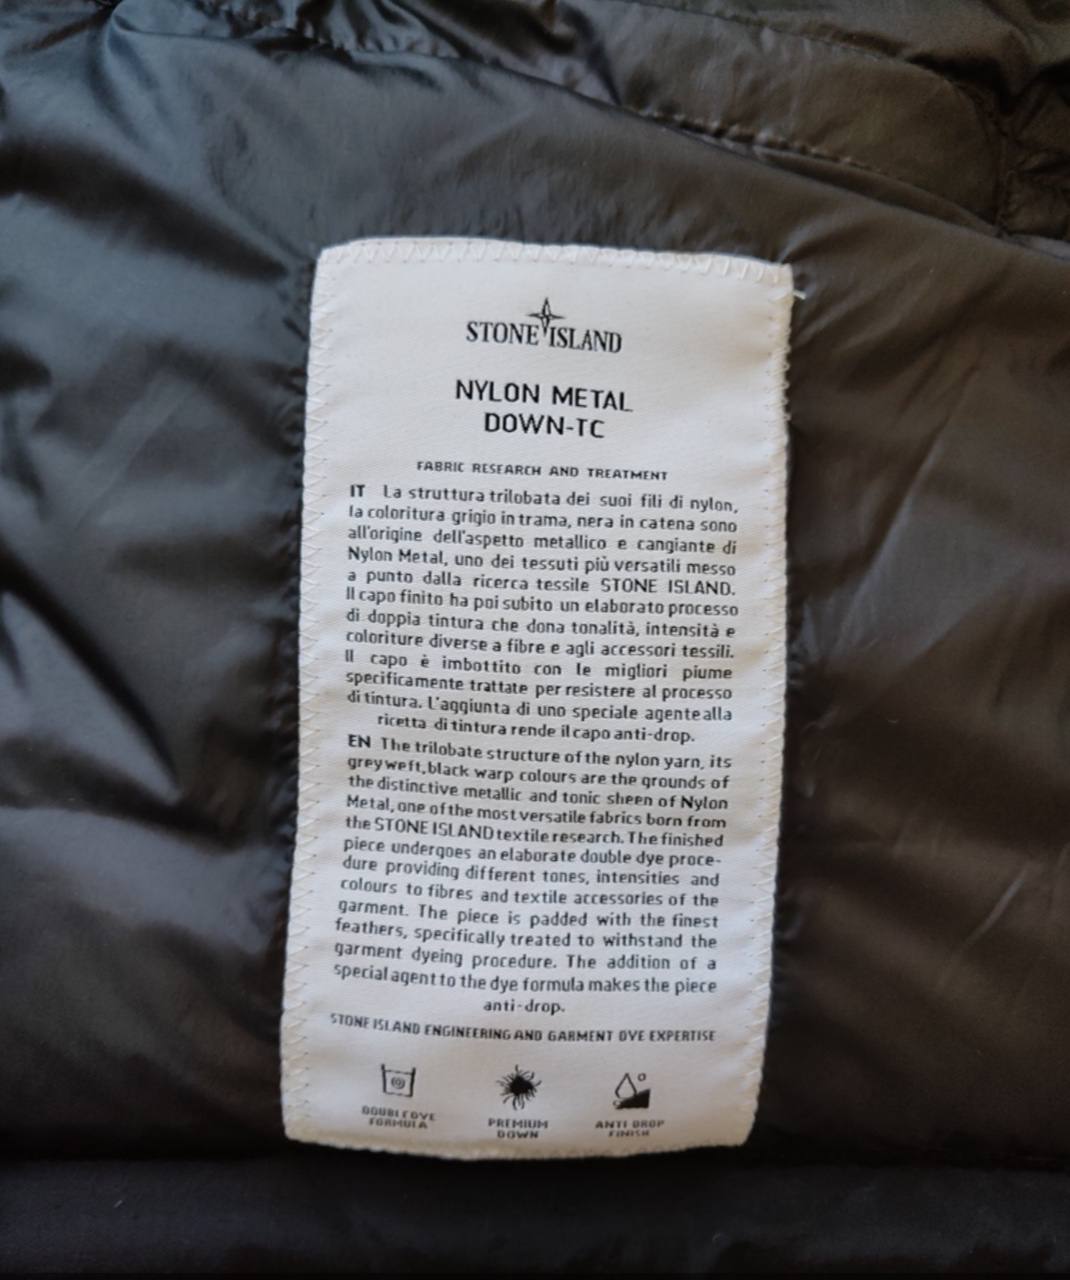 STONE ISLAND
NYLON METAL
DOWN-TC
FABRIC RESEARCH AND TREATMENT
IT La struttura trilobata dei suoi fili di nylon,
la coloritura grigio in trama, nera in catena sono
all'origine dell'aspetto metallico e cangiante di
Nylon Metal, uno dei tessuti più versatili messo
a punto dalla ricerca tessile STONE ISLAND.
Il capo finito ha poi subito un elaborato processo
di doppia tintura che dona tonalità, intensità e
coloriture diverse a fibre e agli accessori tessili.
Il capo è imbottito con le migliori piume
specificamente trattate per resistere al processo
di tintura. L'aggiunta di uno speciale agente alla
ricetta di tintura rende il capo anti-drop.
EN The trilobate structure of the nylon yarn, its
grey weft, black warp colours are the grounds of
the distinctive metallic and tonic sheen of Nylon
Metal, one of the most versatile fabrics born from
the STONE ISLAND textile research. The finished
piece undergoes an elaborate double dye proce-
dure providing different tones, intensities and
colours to fibres and textile accessories of the
garment. The piece is padded with the finest
feathers, specifically treated to withstand the
garment dyeing procedure. The addition of a
special agent to the dye formula makes the piece
anti-drop.
STONE ISLAND ENGINEERING AND GARMENT DYE EXPERTISE
DOUBLE DYE
FORMULA
PREMIUM
DOWN
ANTI DROP
FINISH